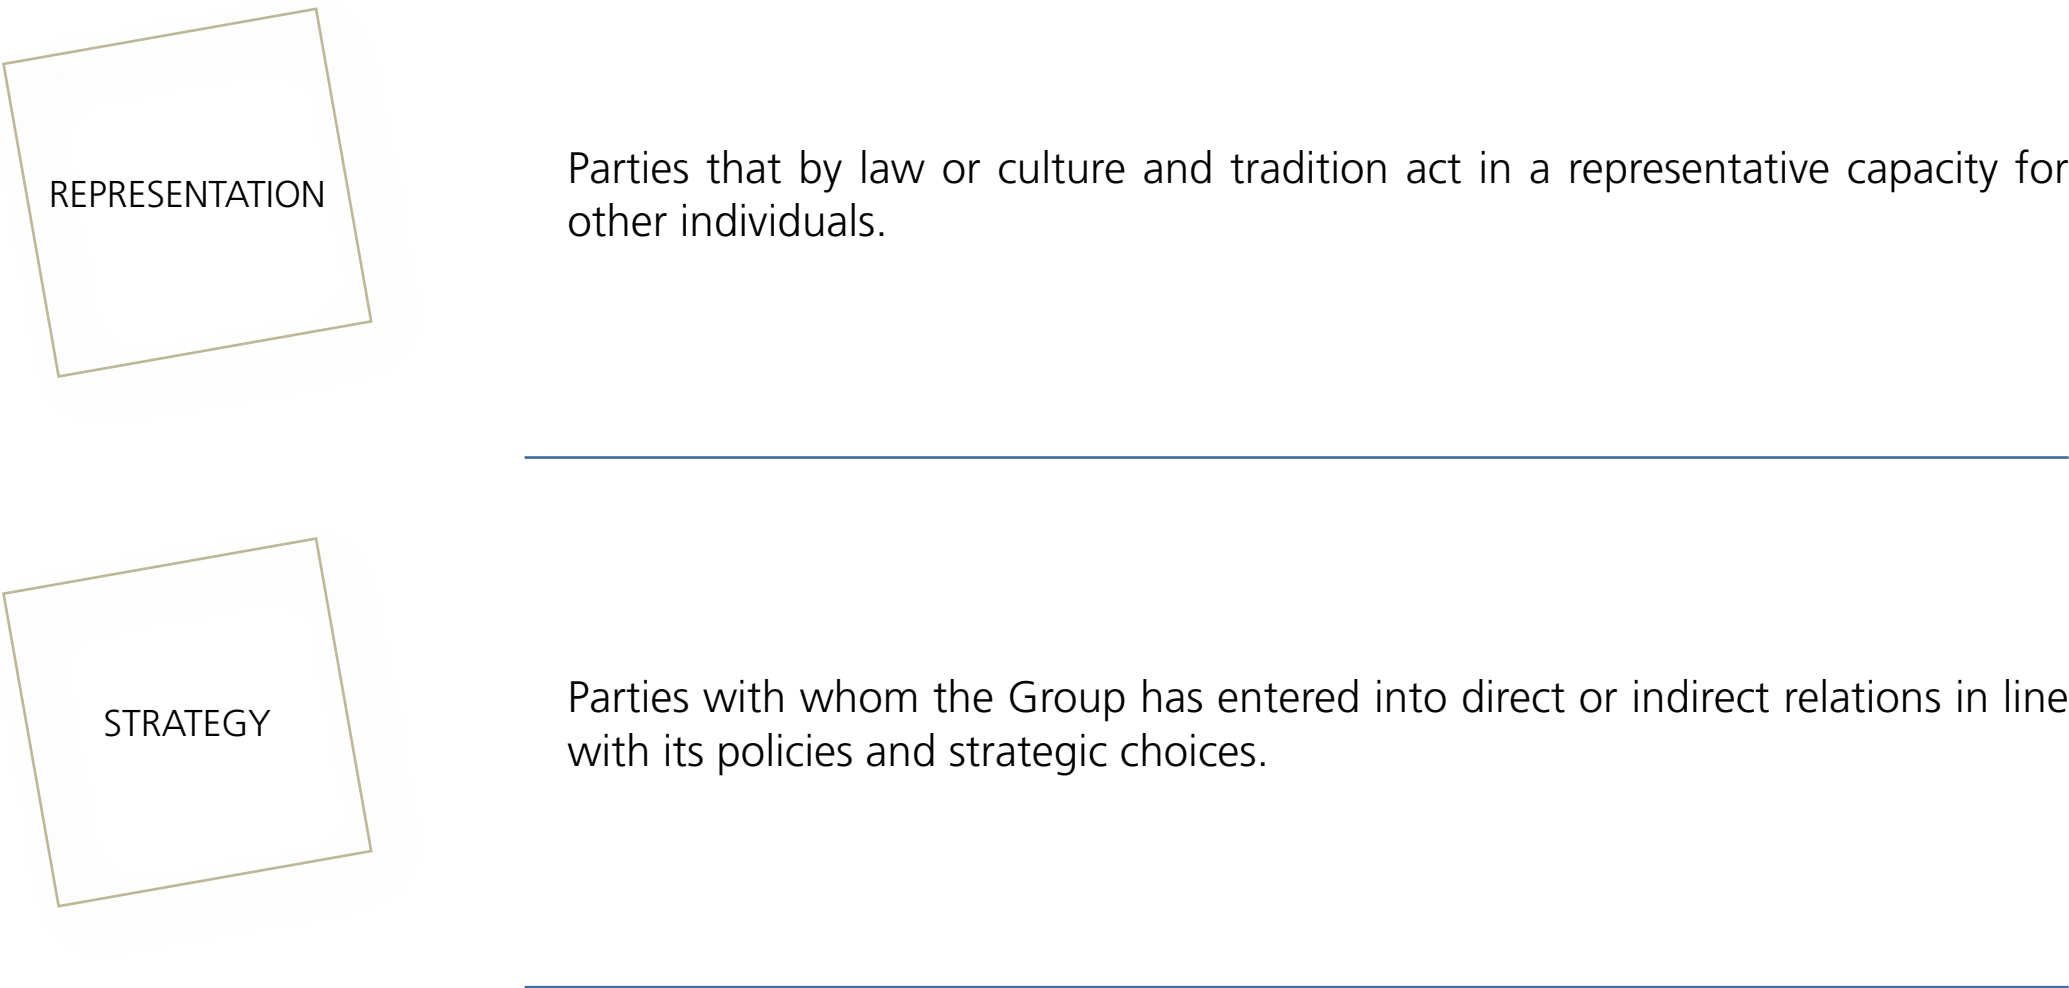 REPRESENTATION
Parties that by law or culture and tradition act in a representative capacity for
other individuals.
STRATEGY
Parties with whom the Group has entered into direct or indirect relations in line
with its policies and strategic choices.